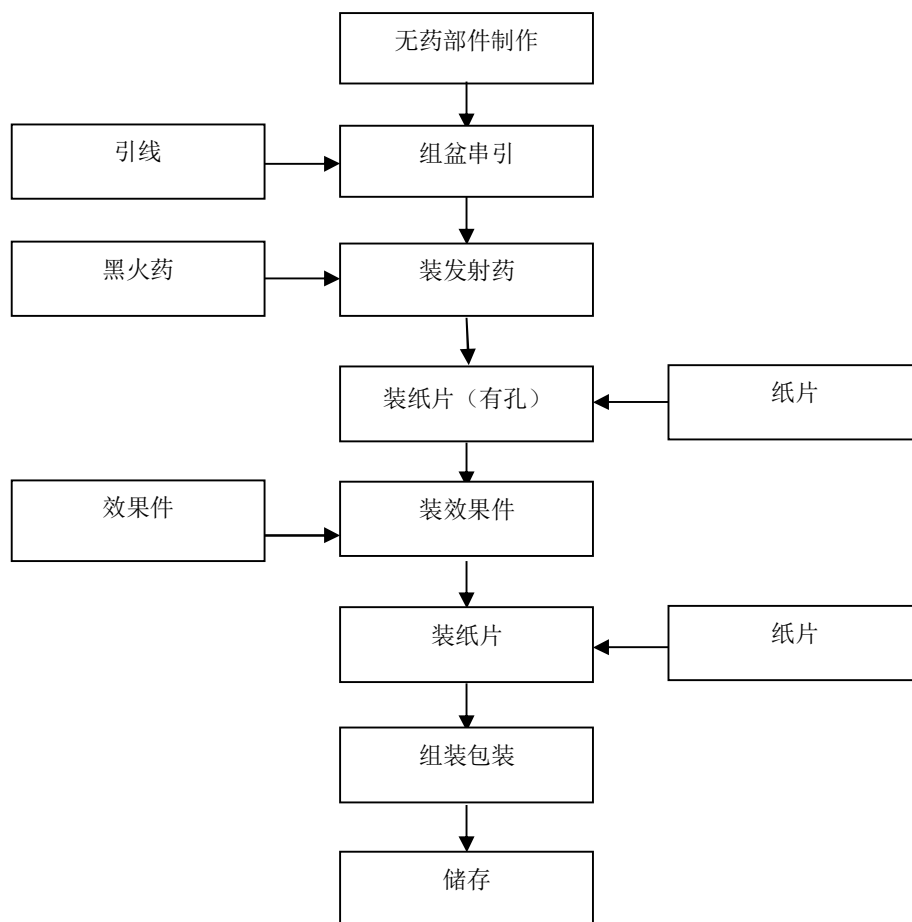 无药部件制作
引线
组盆串引
黑火药
装发射药
装纸片（有孔）
纸片
效果件
装效果件
装纸片
纸片
组装包装
储存